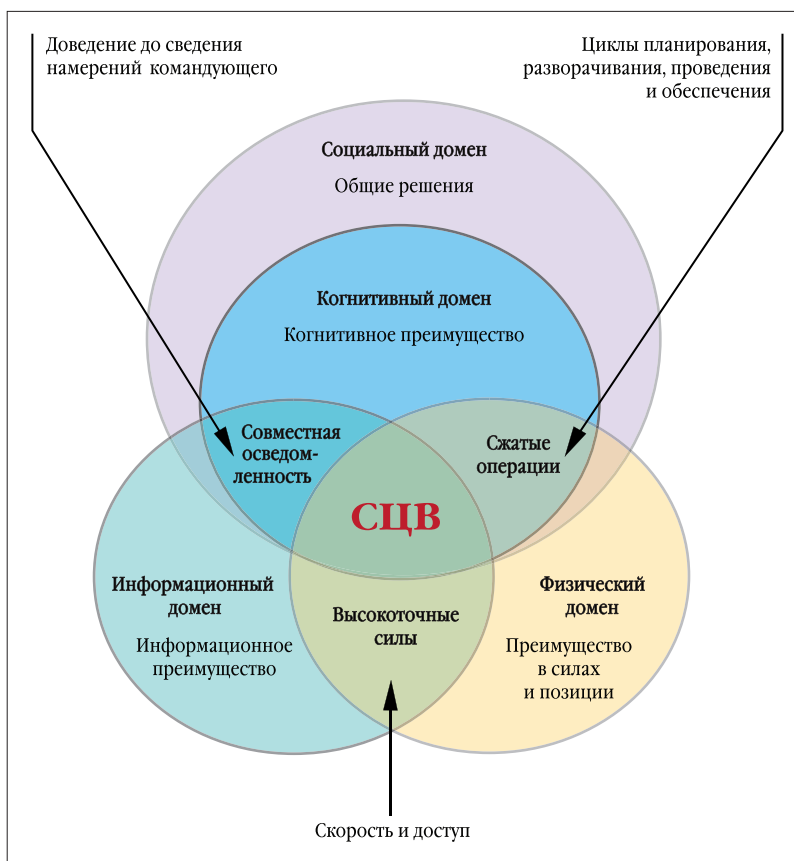 Доведение до сведения
намерений командующего
Циклы планирования,
разворачивания, проведения
и обеспечения
Социальный домен
Общие решения
Когнитивный домен
Когнитивное преимущество
Совместная
осведом-
ленность
Сжатые
операции
СЦВ
Информационный
домен
Информационное
преимущество
Высокоточные
силы
Физический
домен
Преимущество
в силах
и позиции
Скорость и доступ